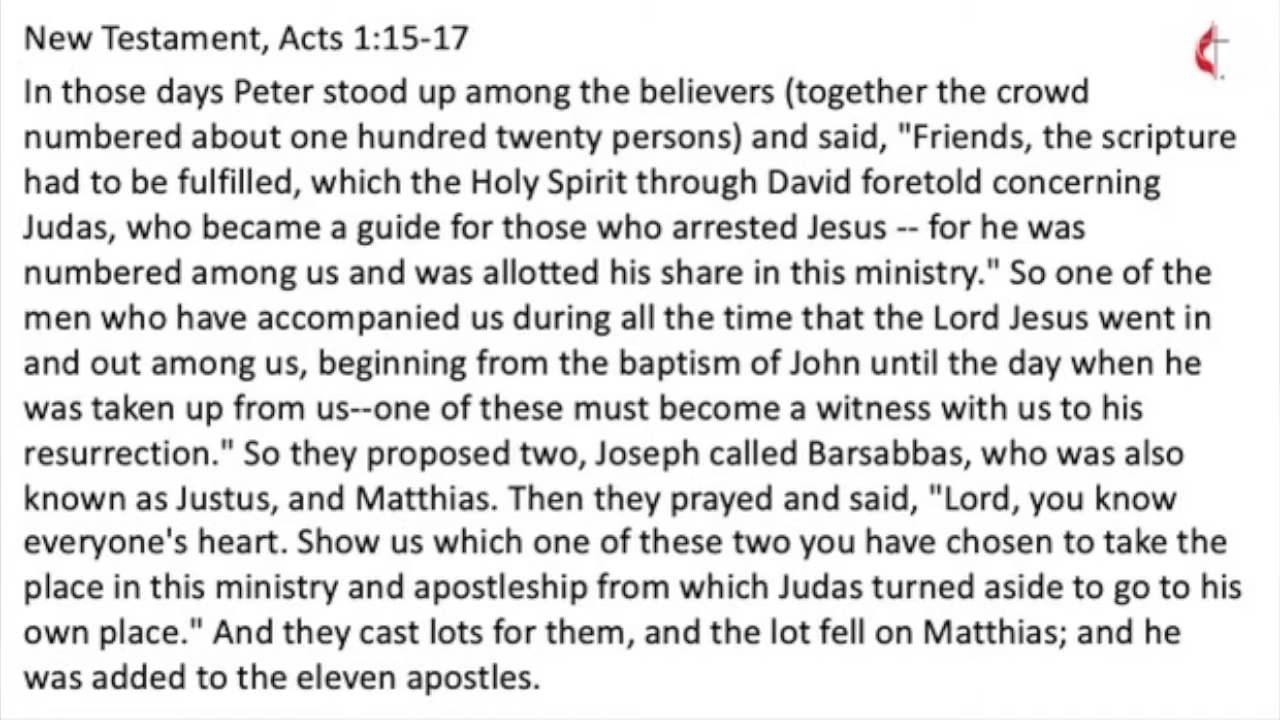 New Testament, Acts 1:15-17
In those days Peter stood up among the believers (together the crowd
numbered about one hundred twenty persons) and said, "Friends, the scripture
had to be fulfilled, which the Holy Spirit through David foretold concerning
Judas, who became a guide for those who arrested Jesus -- for he was
numbered among us and was allotted his share in this ministry." So one of the
men who have accompanied us during all the time that the Lord Jesus went in
and out among us, beginning from the baptism of John until the day when he
was taken up from us--one of these must become a witness with us to his
resurrection." So they proposed two, Joseph called Barsabbas, who was also
known as Justus, and Matthias. Then they prayed and said, "Lord, you know
everyone's heart. Show us which one of these two you have chosen to take the
place in this ministry and apostleship from which Judas turned aside to go to his
own place." And they cast lots for them, and the lot fell on Matthias; and he
was added to the eleven apostles.